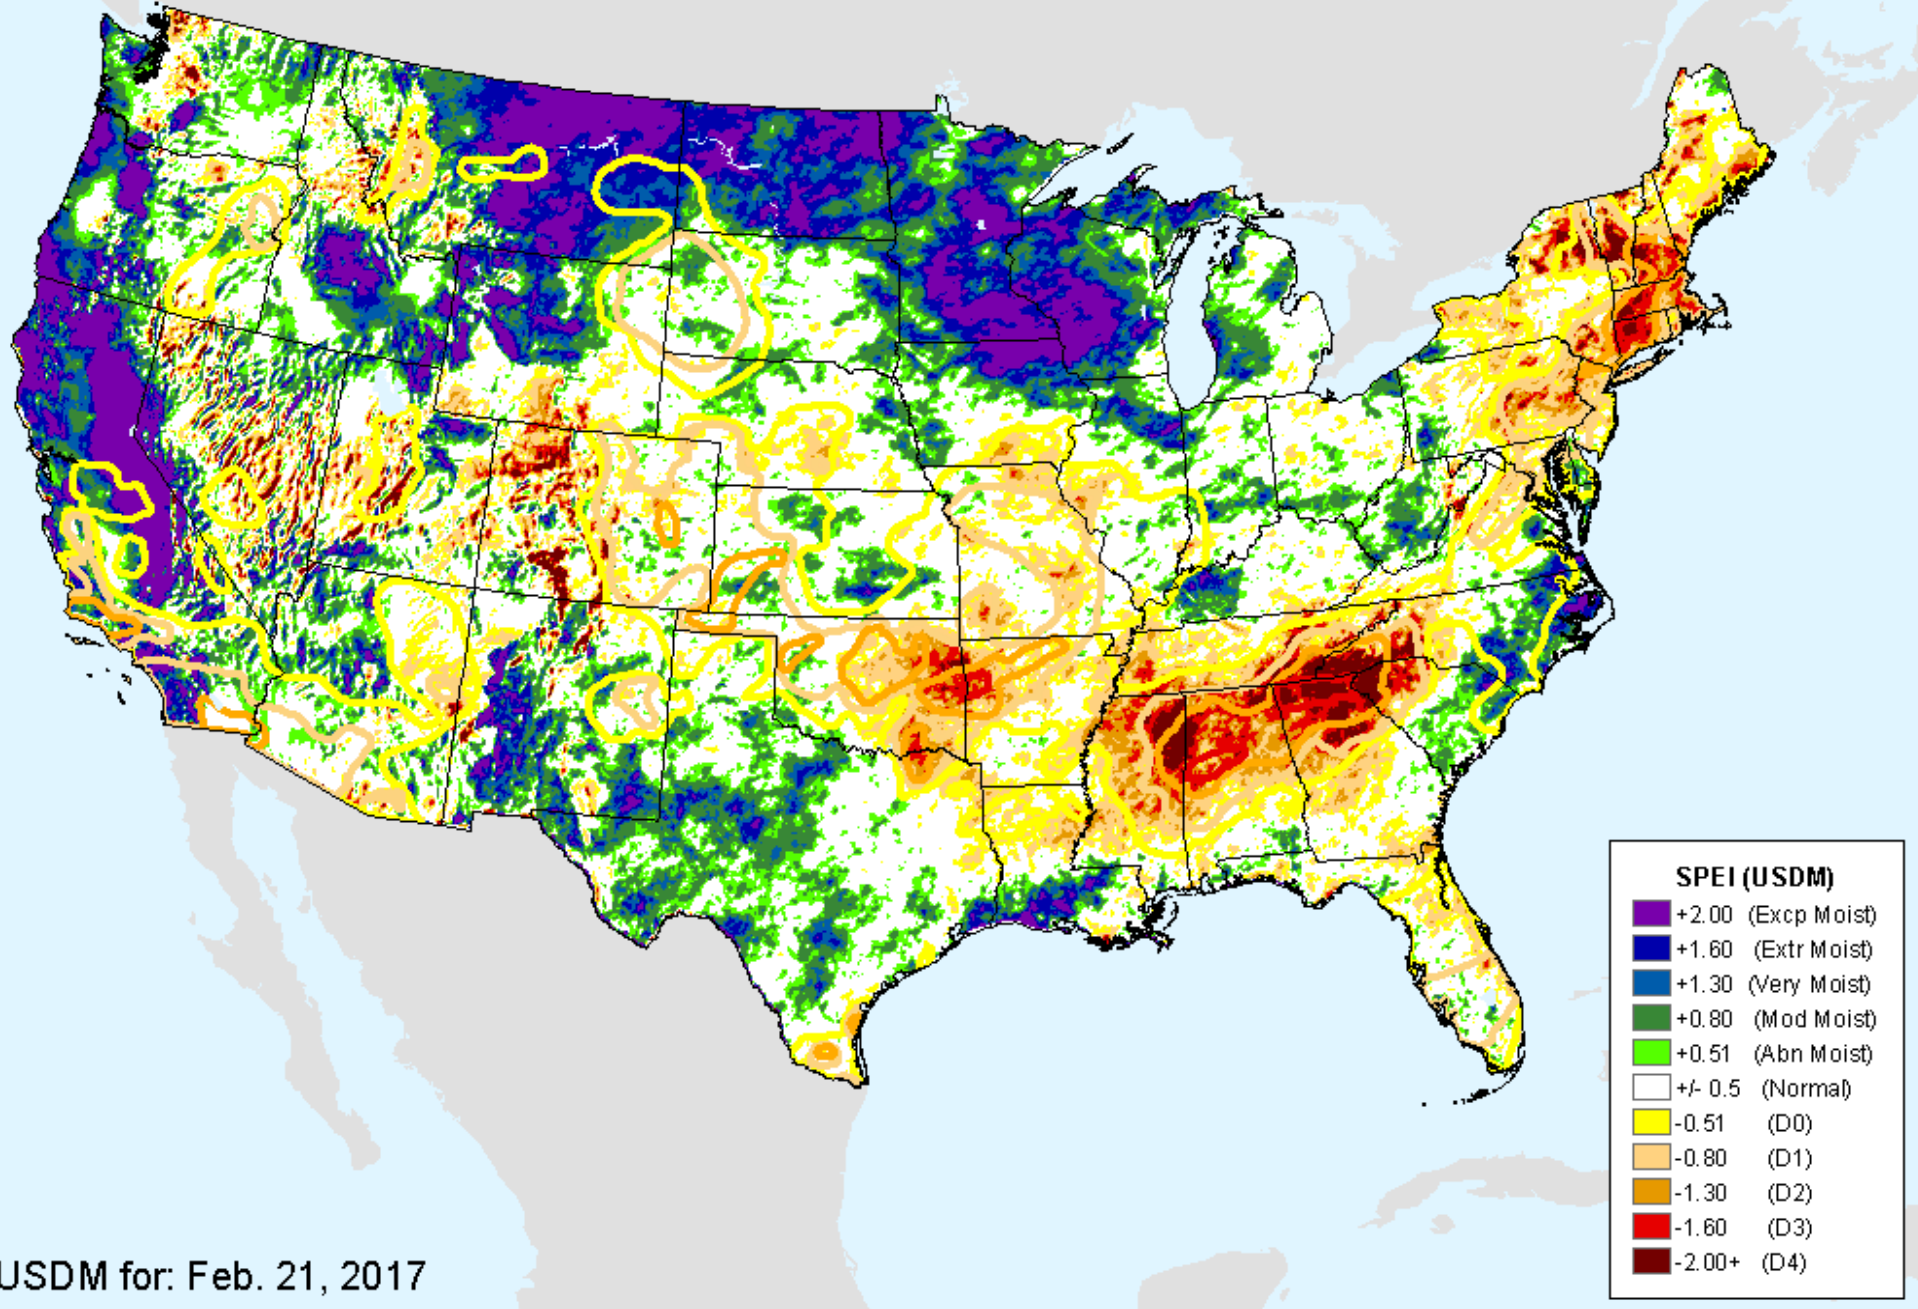 SPEI (USDM)
+2.00 (Excp Moist)
+1.60 (Extr Moist)
+1.30 (Very Moist)
+0.80 (Mod Moist)
+0.51 (Abn Moist)
+/- 0.5 (Normal)
-0.51 (D0)
-0.80 (D1)
-1.30 (D2)
-1.60 (D3)
-2.00+ (D4)
USDM for: Feb. 21, 2017